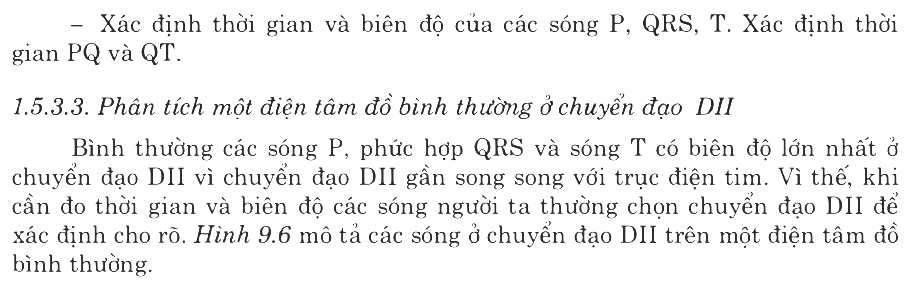 – Xác định thời gian và biên độ của các sóng P, QRS, T. Xác định thời
gian PQ và QT.
1.5.3.3. Phân tích một điện tâm đồ bình thường ở chuyển đạo DII
Bình thường các sóng P, phức hợp QRS và sóng T có biên độ lớn nhất ở
chuyển đạo DII vì chuyển đạo DII gần song song với trục điện tim. Vì thế, khi
cần đo thời gian và biên độ các sóng người ta thường chọn chuyển đạo DII để
xác định cho rõ. Hình 9.6 mô tả các sóng ở chuyển đạo DII trên một điện tâm đồ
bình thường.